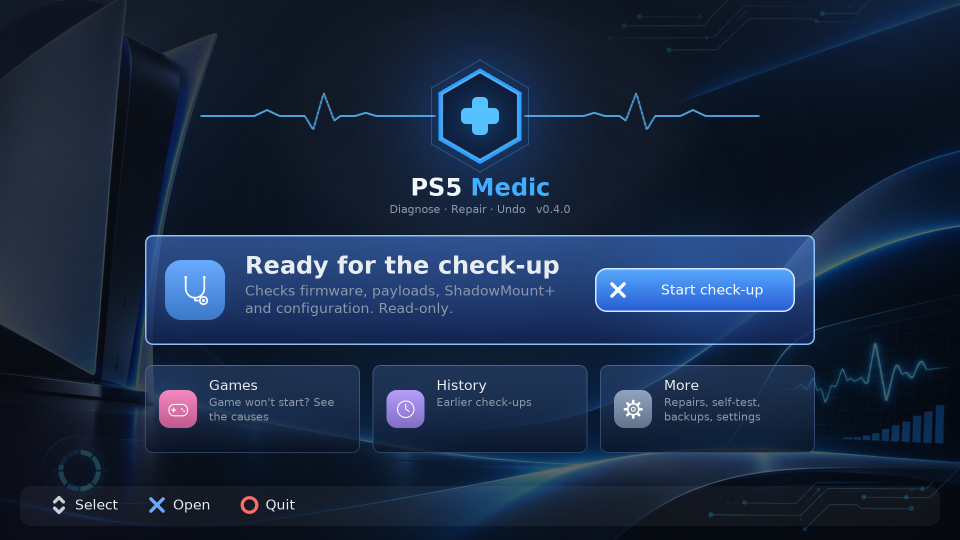 PS5 Medic
Diagnose · Repair · Undo v0.4.0
Ready for the check-up
Checks firmware, payloads, ShadowMount+
and configuration. Read-only.
Start check-up
Games
Game won't start? See
the causes
History
Earlier check-ups
More
Repairs, self-test,
backups, settings
Select
Open
Quit